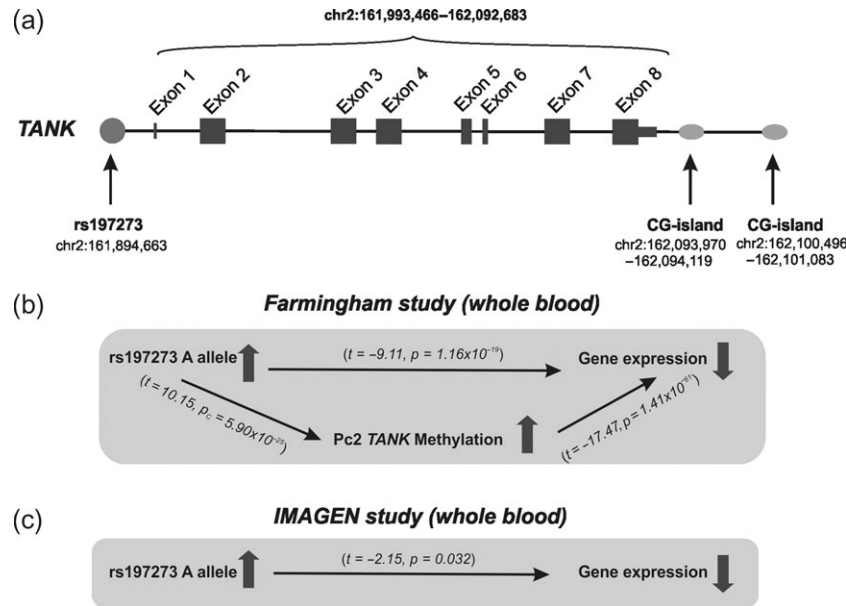 (a)
chr2:161,993,466–162,092,683
Exon 1
Exon 2
Exon 3
Exon 4
Exon 5
Exon 6
Exon 7
Exon 8
TANK
rs197273
chr2:161,894,663
CG-island
chr2:162,093,970
–162,094,119
CG-island
chr2:162,100,496
–162,101,083
(b)
Farmingham study (whole blood)
rs197273 A allele
(t = –9.11, p = 1.16x10⁻¹⁹)
Gene expression
(t = 10.15, p_C = 5.90x10⁻²⁵)
Pc2 TANK Methylation
(t = –17.47, p = 1.41x10⁻⁶¹)
(c)
IMAGEN study (whole blood)
rs197273 A allele
(t = –2.15, p = 0.032)
Gene expression